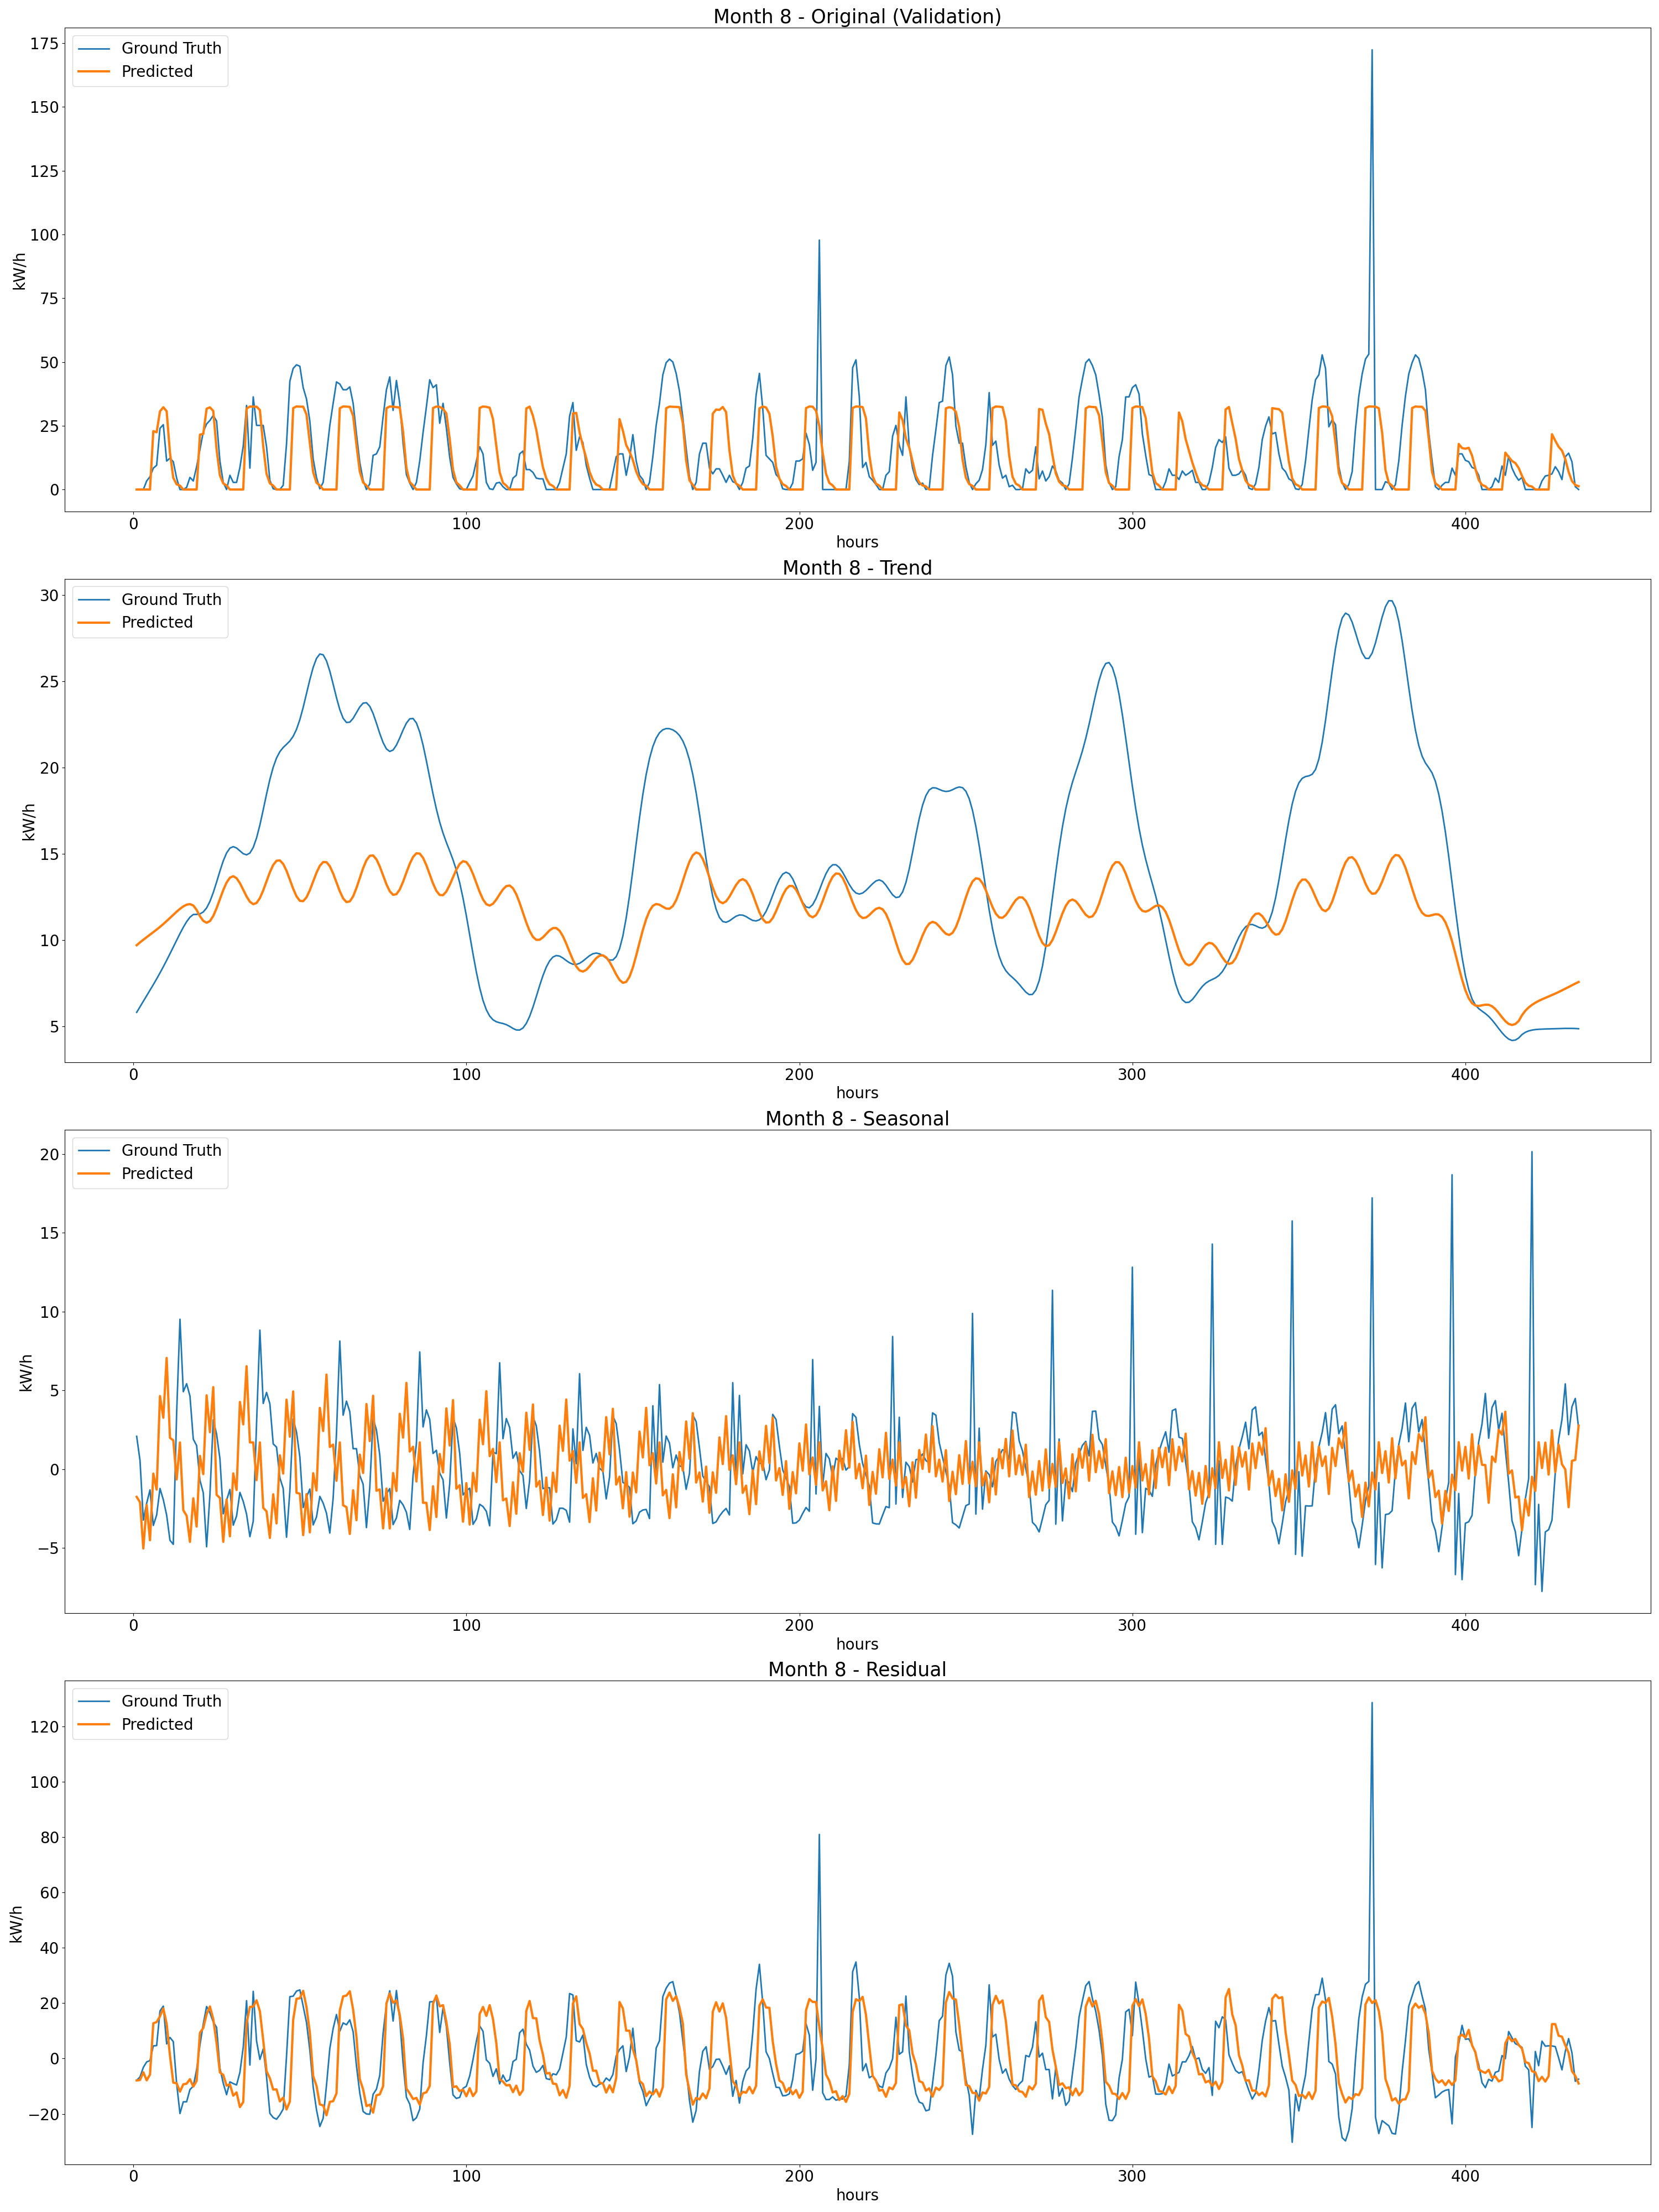 Month 8 - Original (Validation)
Ground Truth
Predicted
175
150
125
100
75
50
25
0
kW/h
0 100 200 300 400
hours
Month 8 - Trend
Ground Truth
Predicted
30
25
20
15
10
5
kW/h
0 100 200 300 400
hours
Month 8 - Seasonal
Ground Truth
Predicted
20
15
10
5
0
−5
kW/h
0 100 200 300 400
hours
Month 8 - Residual
Ground Truth
Predicted
120
100
80
60
40
20
0
−20
kW/h
0 100 200 300 400
hours